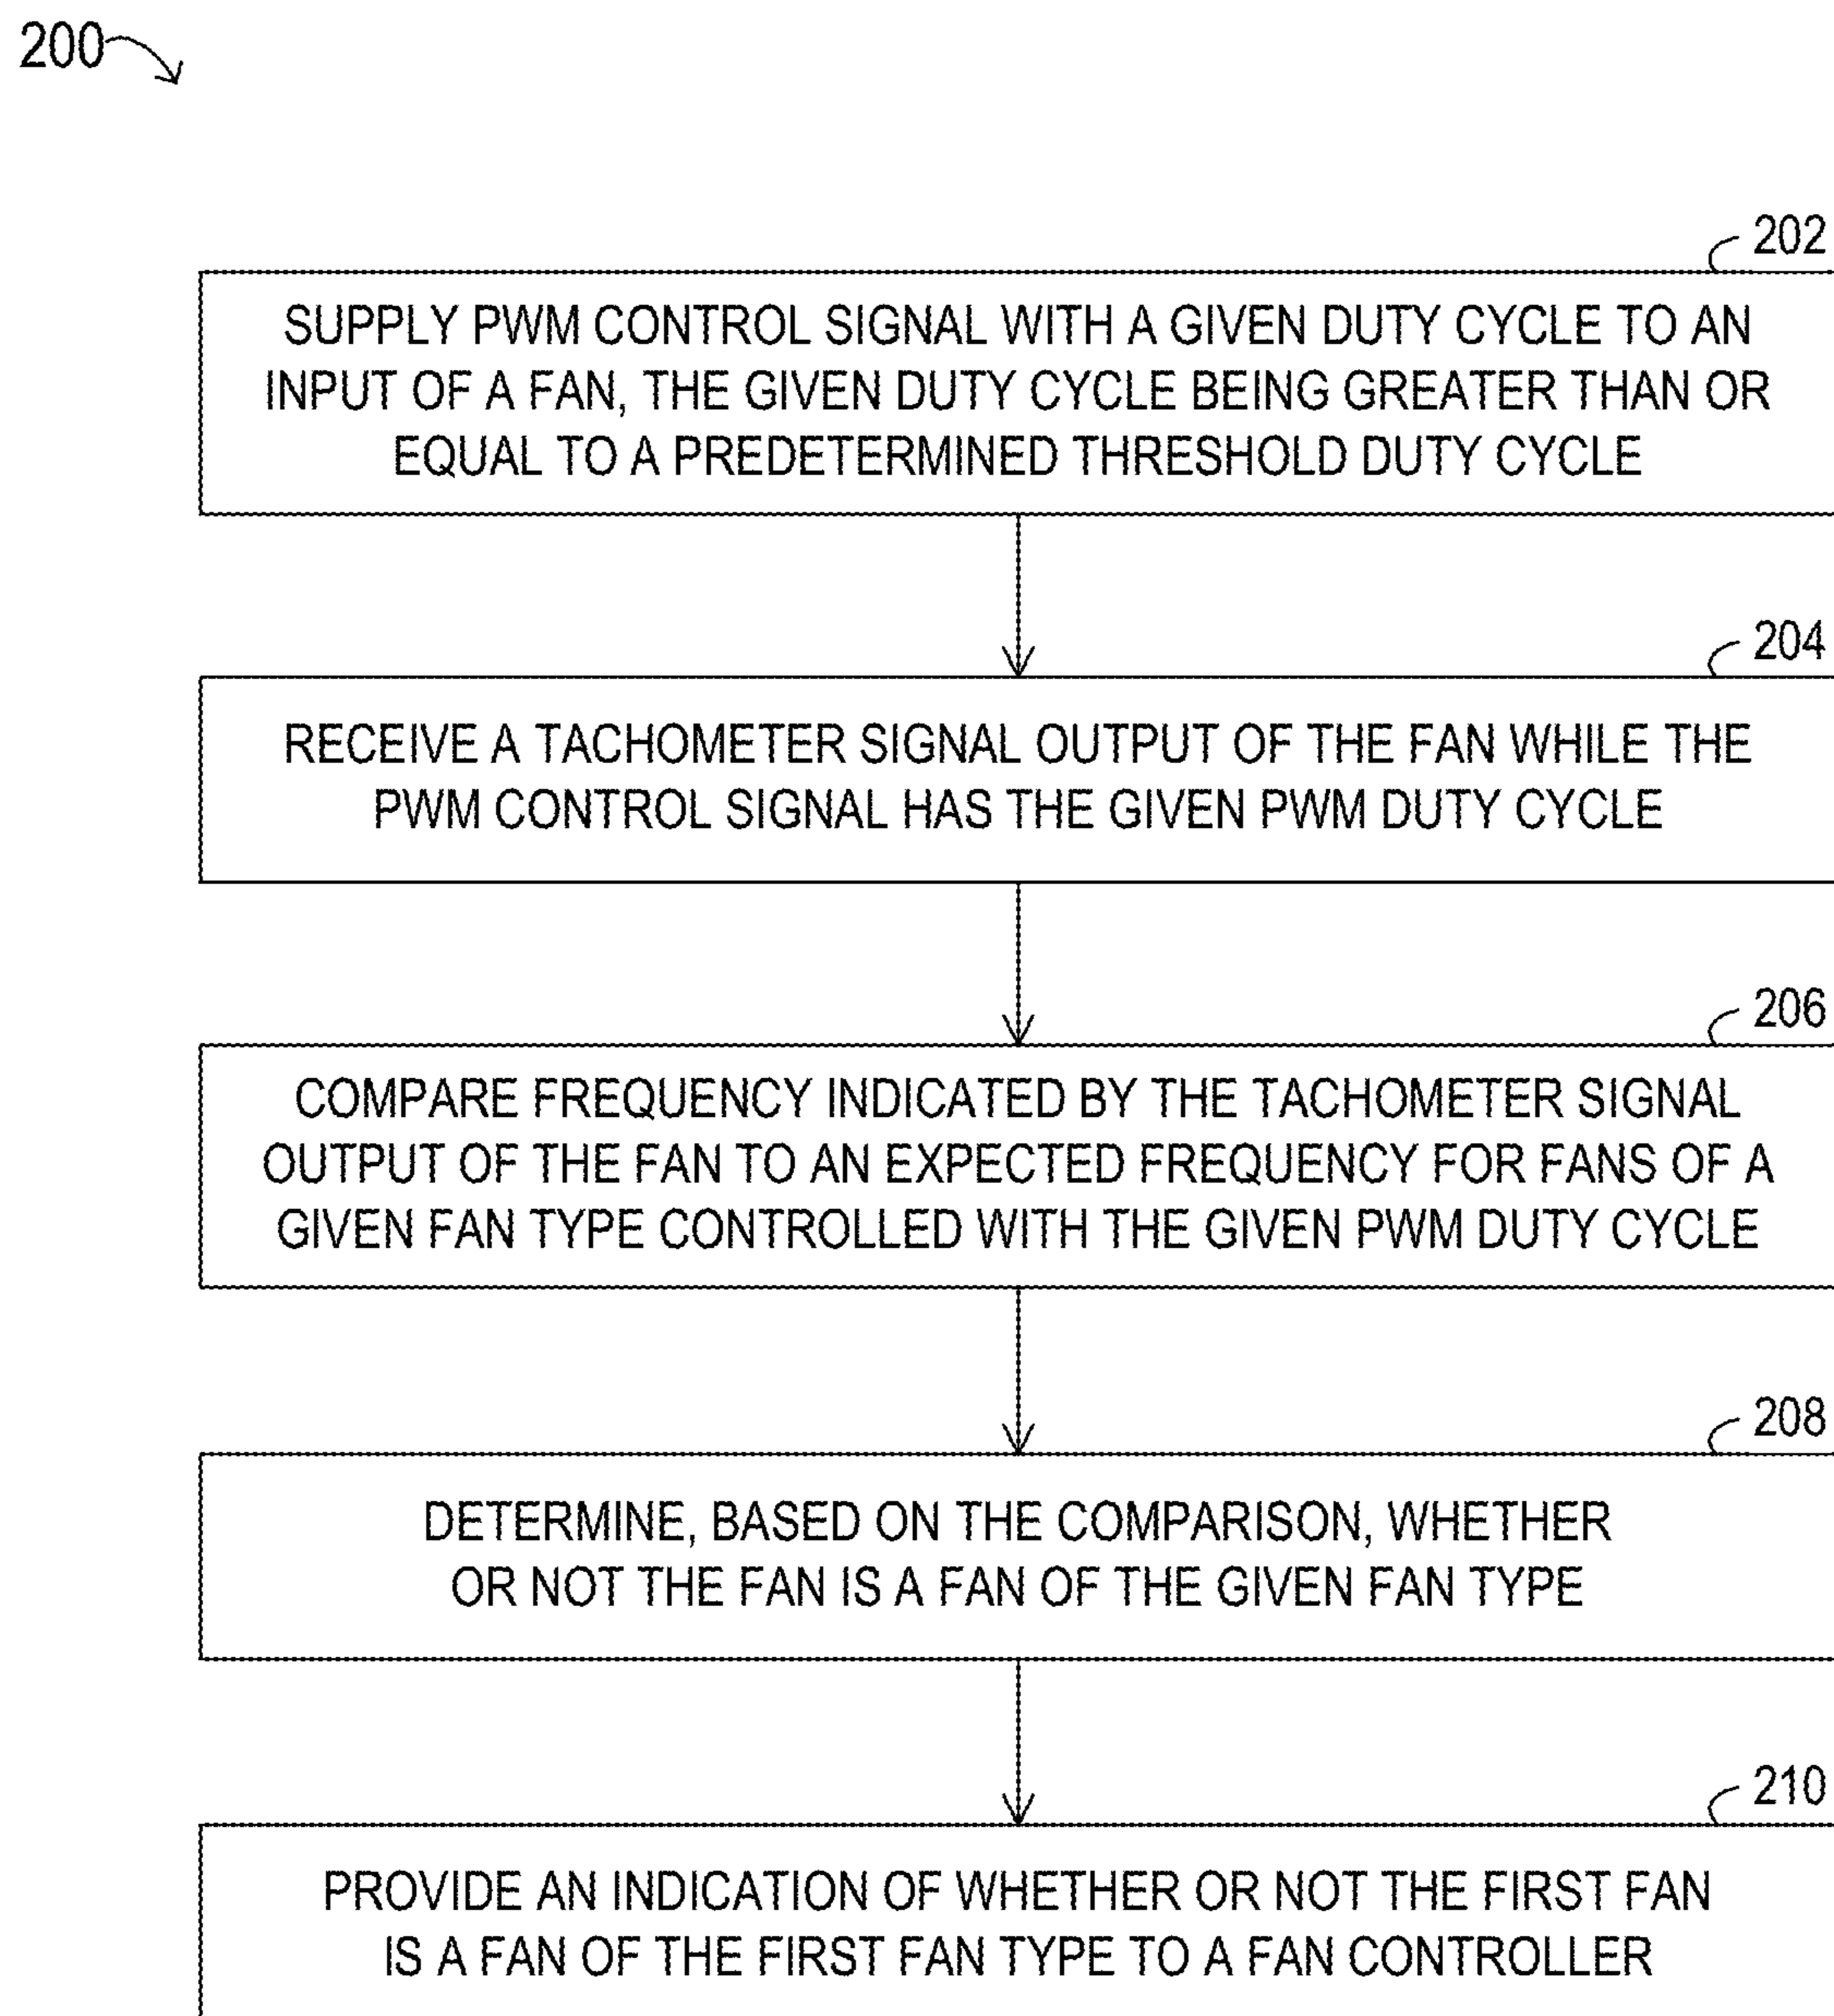 200
202
SUPPLY PWM CONTROL SIGNAL WITH A GIVEN DUTY CYCLE TO AN
INPUT OF A FAN, THE GIVEN DUTY CYCLE BEING GREATER THAN OR
EQUAL TO A PREDETERMINED THRESHOLD DUTY CYCLE
204
RECEIVE A TACHOMETER SIGNAL OUTPUT OF THE FAN WHILE THE
PWM CONTROL SIGNAL HAS THE GIVEN PWM DUTY CYCLE
206
COMPARE FREQUENCY INDICATED BY THE TACHOMETER SIGNAL
OUTPUT OF THE FAN TO AN EXPECTED FREQUENCY FOR FANS OF A
GIVEN FAN TYPE CONTROLLED WITH THE GIVEN PWM DUTY CYCLE
208
DETERMINE, BASED ON THE COMPARISON, WHETHER
OR NOT THE FAN IS A FAN OF THE GIVEN FAN TYPE
210
PROVIDE AN INDICATION OF WHETHER OR NOT THE FIRST FAN
IS A FAN OF THE FIRST FAN TYPE TO A FAN CONTROLLER